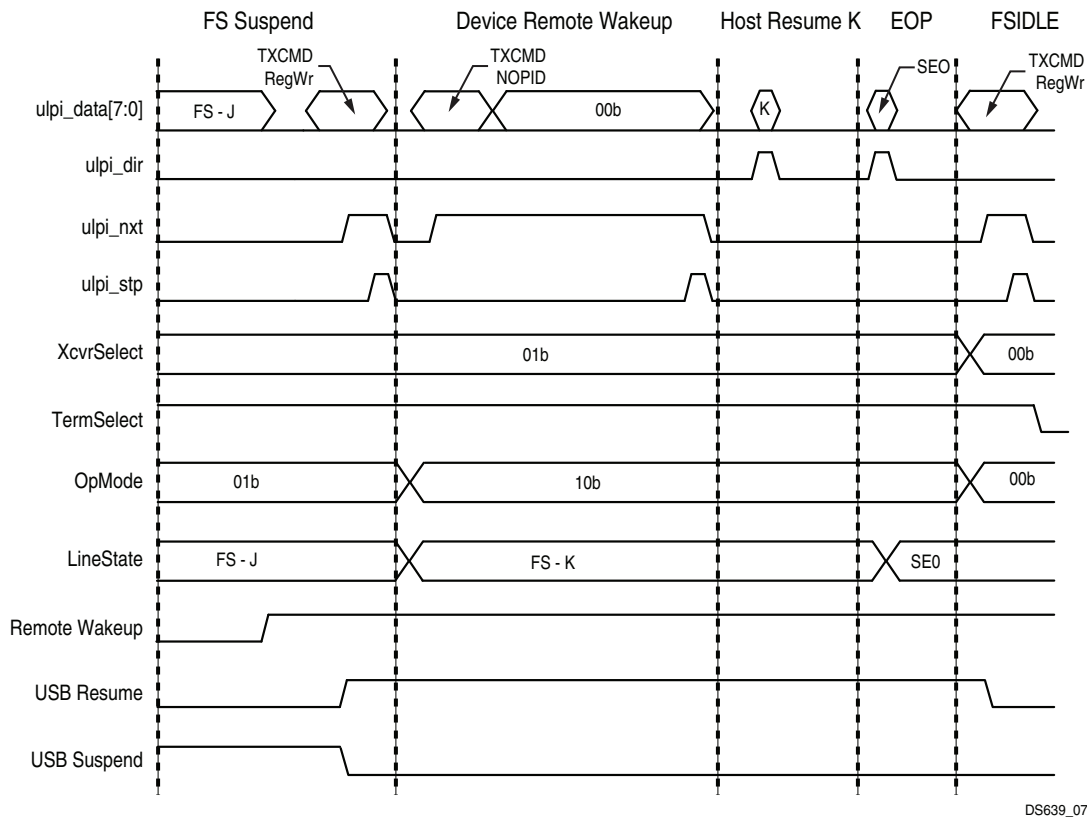 FS Suspend
Device Remote Wakeup
Host Resume K
EOP
FSIDLE
TXCMD
RegWr
TXCMD
NOPID
SEO
TXCMD
RegWr
ulpi_data[7:0]
FS - J
00b
K
ulpi_dir
ulpi_nxt
ulpi_stp
XcvrSelect
01b
00b
TermSelect
OpMode
01b
10b
00b
LineState
FS - J
FS - K
SE0
Remote Wakeup
USB Resume
USB Suspend
DS639_07